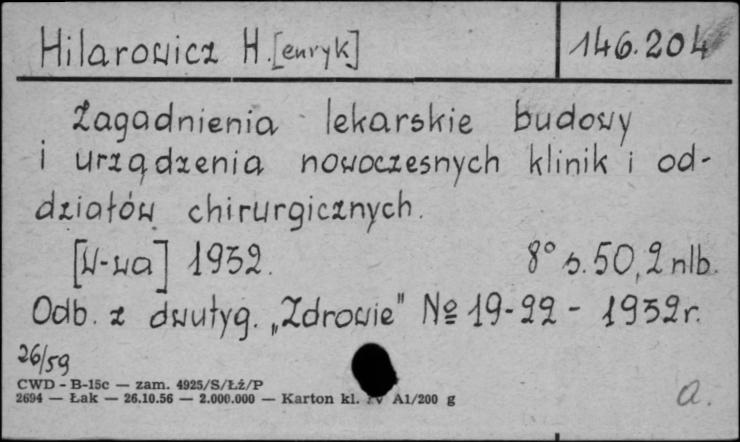 Hilarowicz H.[enryk] 146.204
Zagadnienia lekarskie budowy
i urządzenia nowoczesnych klinik i od-
działów chirurgicznych.
[W-wa] 1932. 8° s. 50, 2 nlb.
Odb. z dwutyg. „Zdrowie" № 19-22 - 1932 r.
26/59
CWD - B-15c — zam. 4925/S/Łź/P
2694 — Łak — 26.10.56 — 2.000.000 — Karton kl. IV A1/200 g
a.